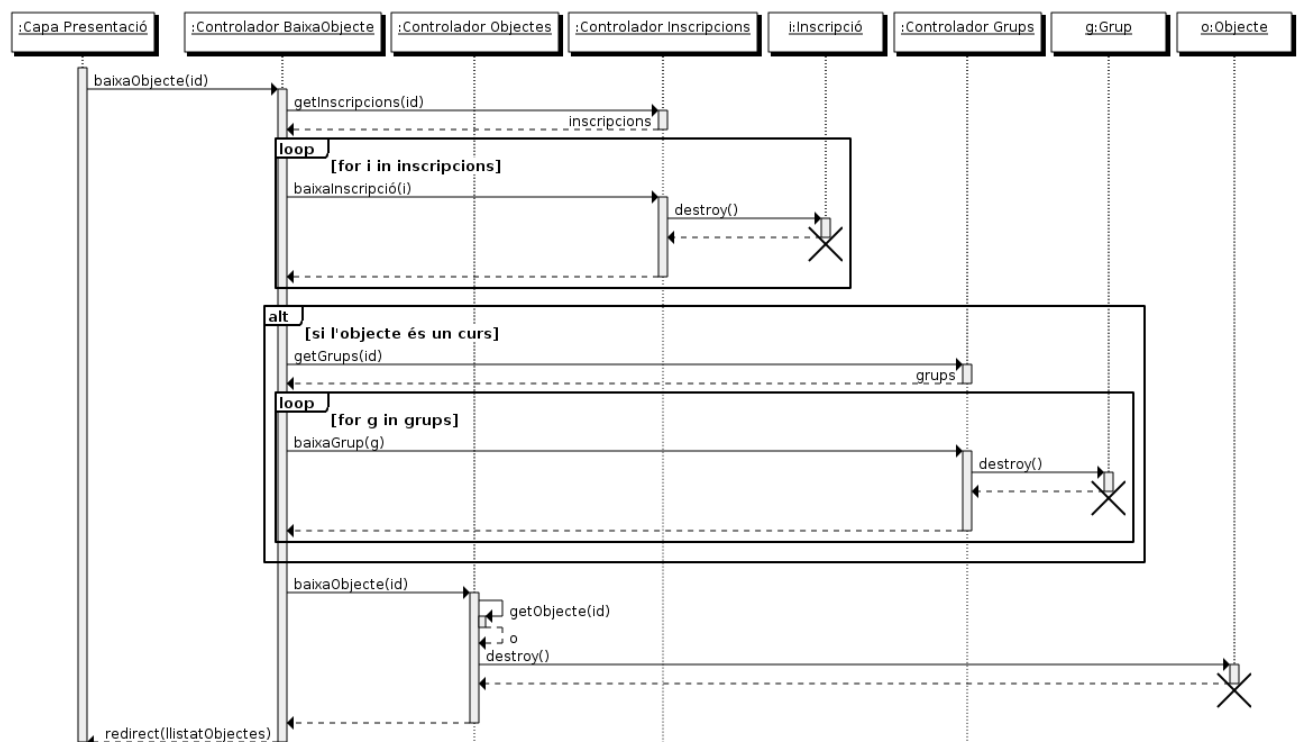 :Capa Presentació
:Controlador BaixaObjecte
:Controlador Objectes
:Controlador Inscripcions
i:Inscripció
:Controlador Grups
g:Grup
o:Objecte
baixaObjecte(id)
getInscripcions(id)
inscripcions
loop
[for i in inscripcions]
baixaInscripció(i)
destroy()
alt
[si l'objecte és un curs]
getGrups(id)
grups
loop
[for g in grups]
baixaGrup(g)
destroy()
baixaObjecte(id)
getObjecte(id)
o
destroy()
redirect(llistatObjectes)